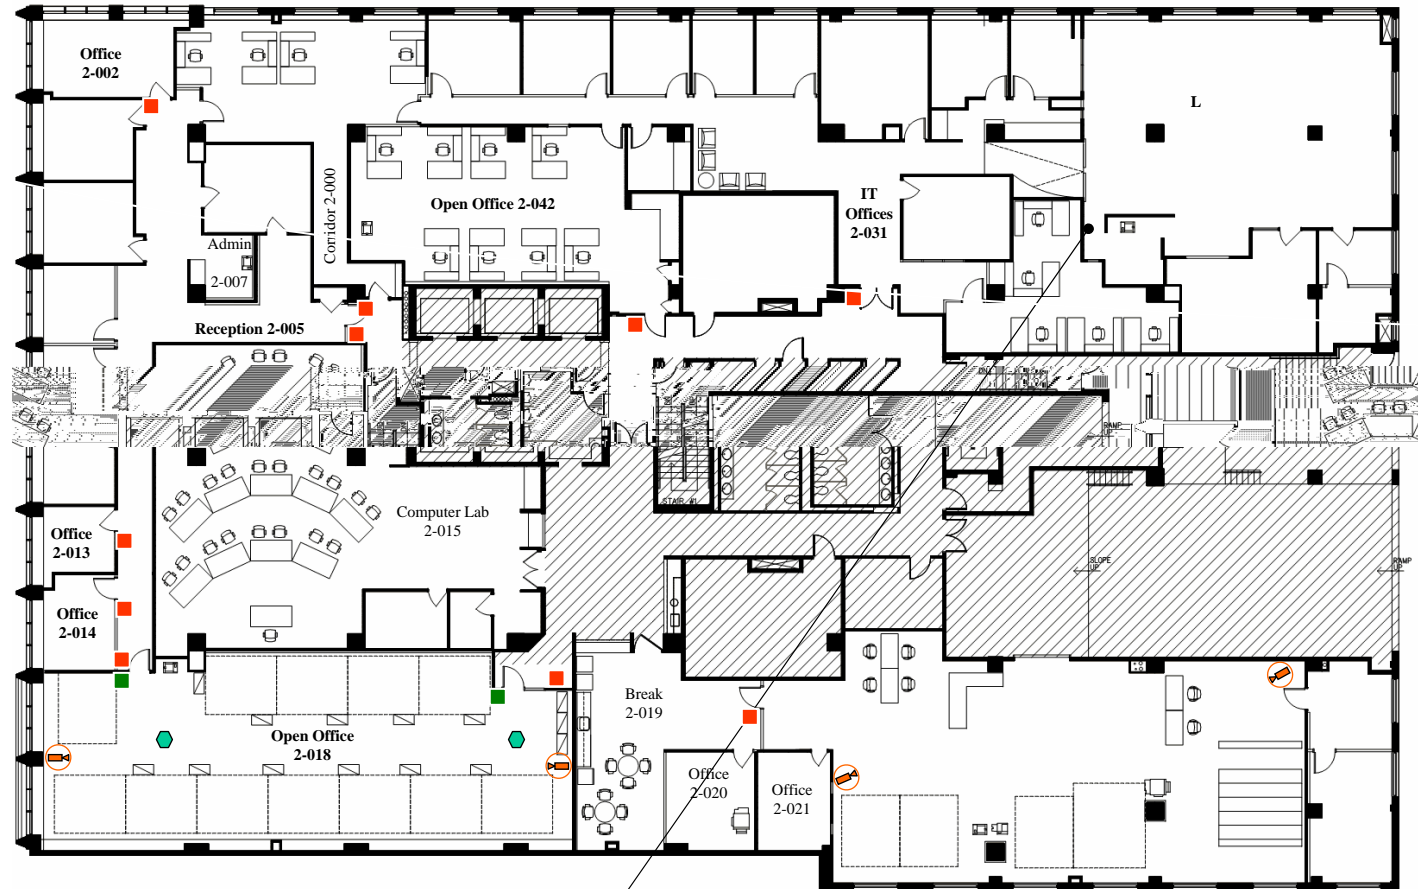 Office
2-002
L
Corridor 2-000
Open Office 2-042
IT
Offices
2-031
Admin
2-007
Reception 2-005
RAMP
UP
STAIR #1
Computer Lab
2-015
Office
2-013
Office
2-014
SLOPE
UP
RAMP
UP
Break
2-019
Open Office
2-018
Office
2-020
Office
2-021